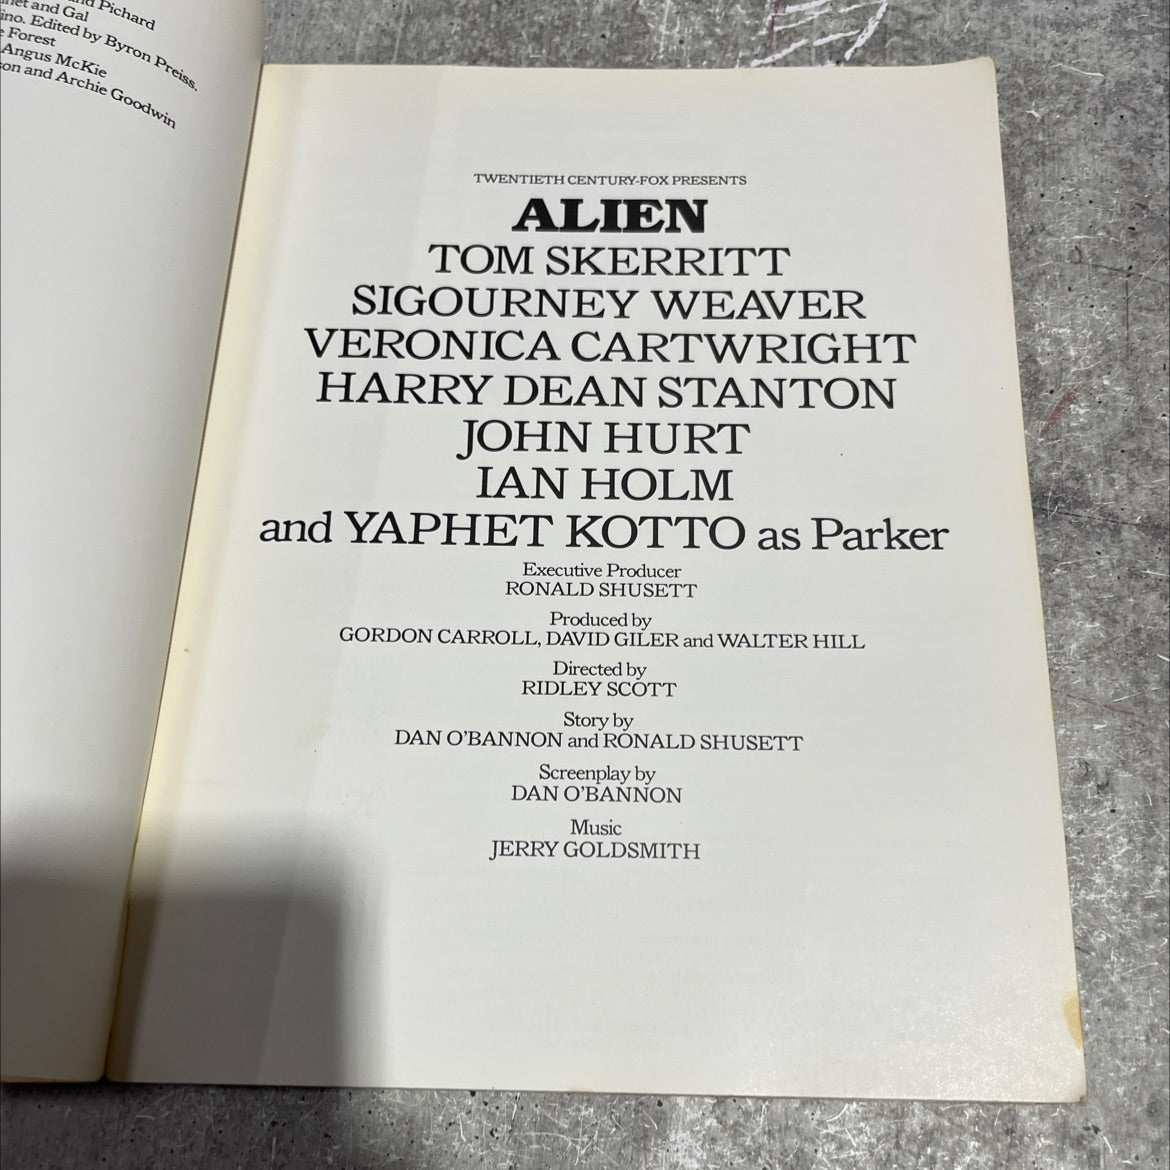 and Pichard
and Gal
Edited by Byron Preiss.
Forest
Angus McKie
and Archie Goodwin
TWENTIETH CENTURY-FOX PRESENTS
ALIEN
TOM SKERRITT
SIGOURNEY WEAVER
VERONICA CARTWRIGHT
HARRY DEAN STANTON
JOHN HURT
IAN HOLM
and YAPHET KOTTO as Parker
Executive Producer
RONALD SHUSETT
Produced by
GORDON CARROLL, DAVID GILER and WALTER HILL
Directed by
RIDLEY SCOTT
Story by
DAN O'BANNON and RONALD SHUSETT
Screenplay by
DAN O'BANNON
Music
JERRY GOLDSMITH